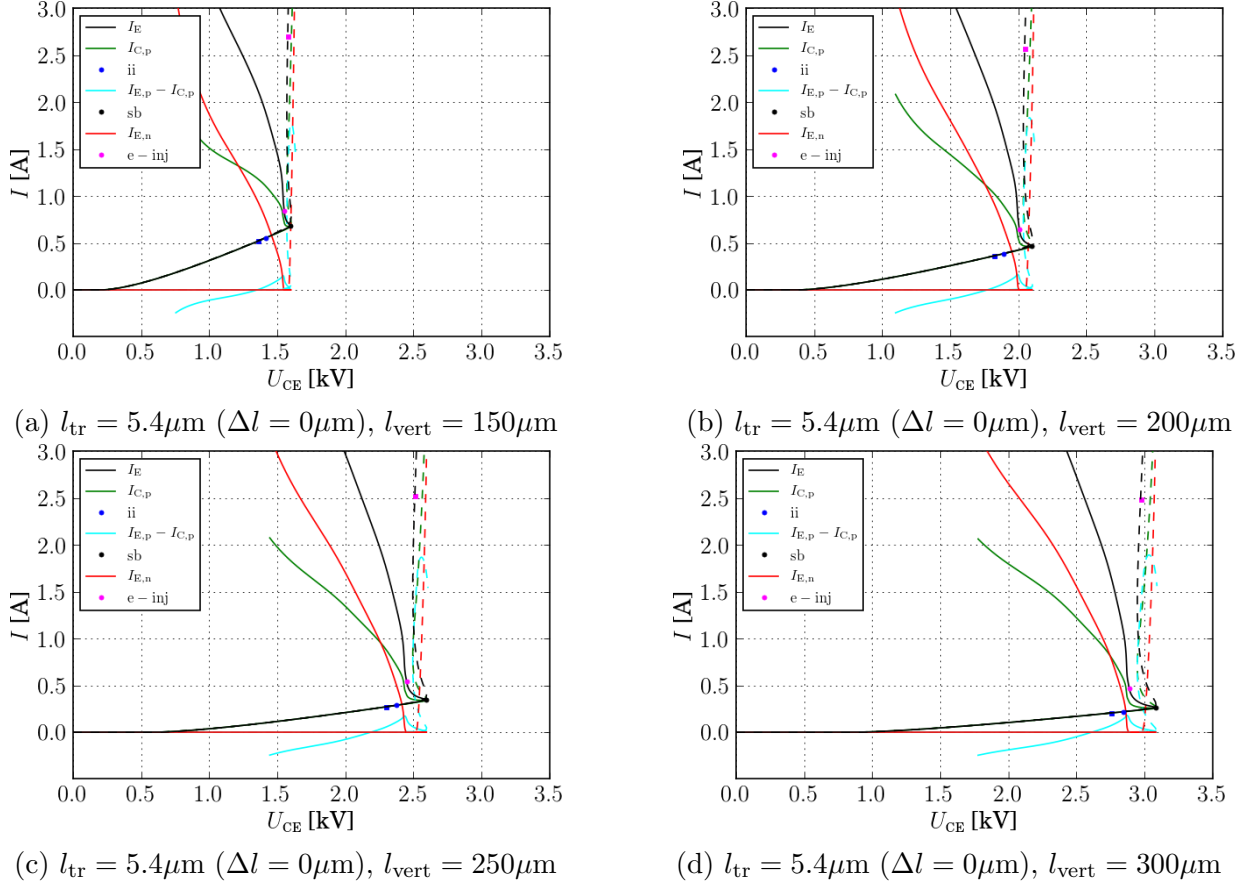 3.0
2.5
2.0
1.5
1.0
0.5
0.0
I [A]
I_E
I_C,p
ii
I_E,p − I_C,p
sb
I_E,n
e − inj
0.0 0.5 1.0 1.5 2.0 2.5 3.0 3.5
U_CE [kV]
(a) l_tr = 5.4μm (Δl = 0μm), l_vert = 150μm
3.0
2.5
2.0
1.5
1.0
0.5
0.0
I [A]
I_E
I_C,p
ii
I_E,p − I_C,p
sb
I_E,n
e − inj
0.0 0.5 1.0 1.5 2.0 2.5 3.0 3.5
U_CE [kV]
(b) l_tr = 5.4μm (Δl = 0μm), l_vert = 200μm
3.0
2.5
2.0
1.5
1.0
0.5
0.0
I [A]
I_E
I_C,p
ii
I_E,p − I_C,p
sb
I_E,n
e − inj
0.0 0.5 1.0 1.5 2.0 2.5 3.0 3.5
U_CE [kV]
(c) l_tr = 5.4μm (Δl = 0μm), l_vert = 250μm
3.0
2.5
2.0
1.5
1.0
0.5
0.0
I [A]
I_E
I_C,p
ii
I_E,p − I_C,p
sb
I_E,n
e − inj
0.0 0.5 1.0 1.5 2.0 2.5 3.0 3.5
U_CE [kV]
(d) l_tr = 5.4μm (Δl = 0μm), l_vert = 300μm